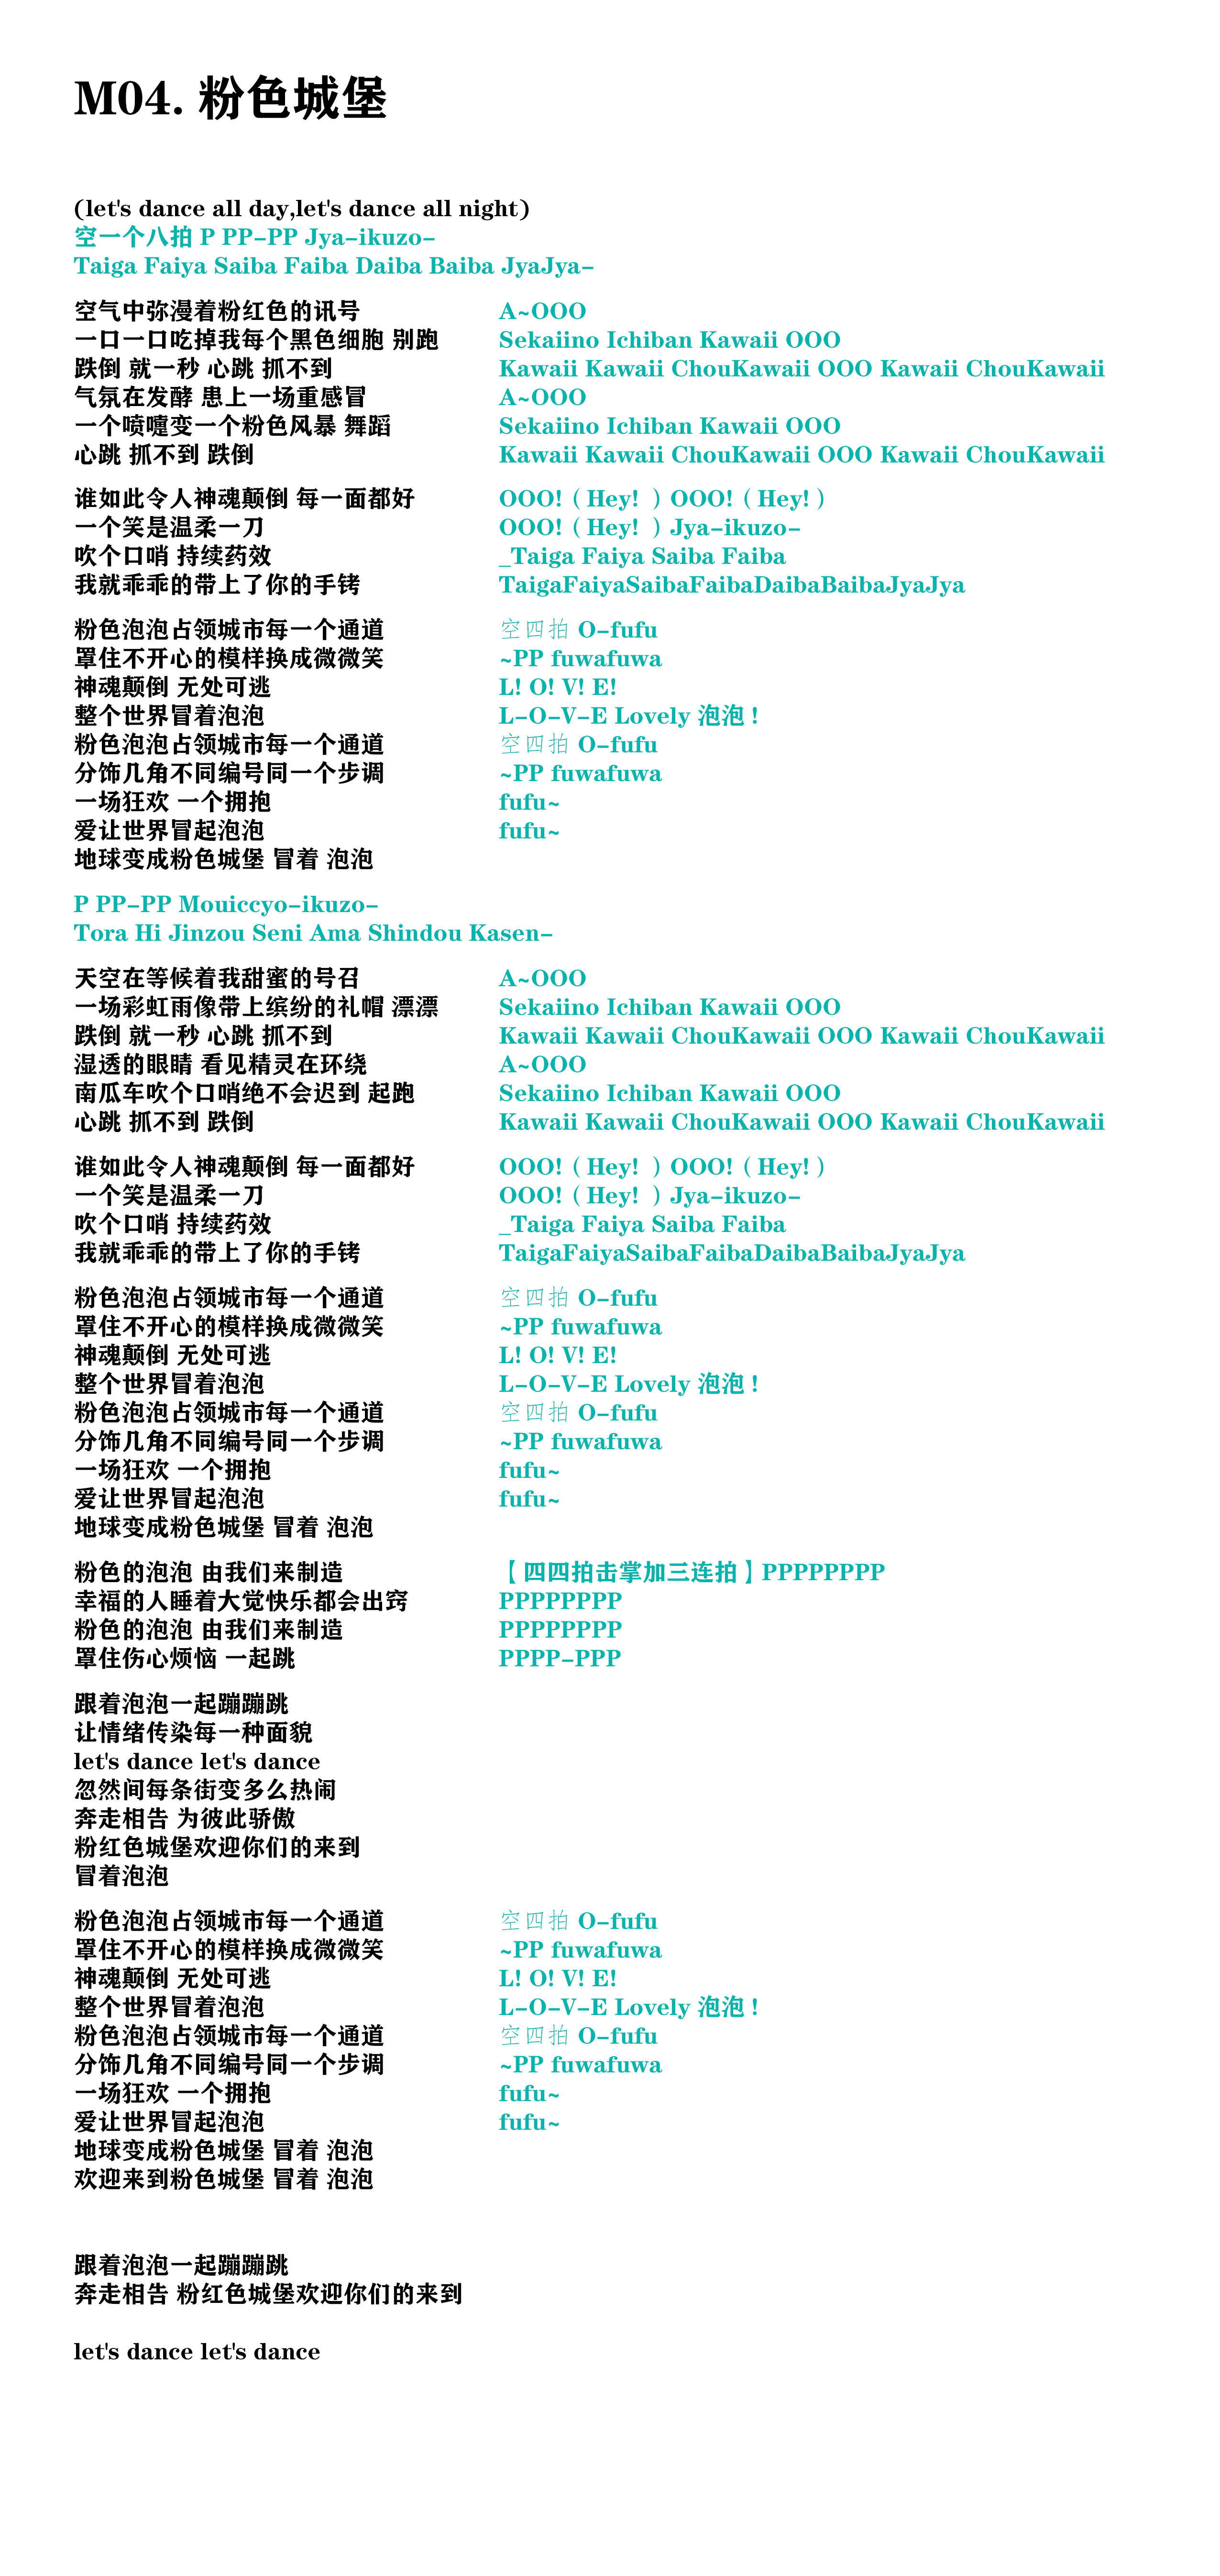 M04. 粉色城堡
(let's dance all day,let's dance all night)
空一个八拍 P PP-PP Jya-ikuzo-
Taiga Faiya Saiba Faiba Daiba Baiba JyaJya-
空气中弥漫着粉红色的讯号 A~OOO
一口一口吃掉我每个黑色细胞 别跑 Sekaiino Ichiban Kawaii OOO
跌倒 就一秒 心跳 抓不到 Kawaii Kawaii ChouKawaii OOO Kawaii ChouKawaii
气氛在发酵 患上一场重感冒 A~OOO
一个喷嚏变一个粉色风暴 舞蹈 Sekaiino Ichiban Kawaii OOO
心跳 抓不到 跌倒 Kawaii Kawaii ChouKawaii OOO Kawaii ChouKawaii
谁如此令人神魂颠倒 每一面都好 OOO!（Hey! ）OOO!（Hey!）
一个笑是温柔一刀 OOO!（Hey! ）Jya-ikuzo-
吹个口哨 持续药效 _Taiga Faiya Saiba Faiba
我就乖乖的带上了你的手铐 TaigaFaiyaSaibaFaibaDaibaBaibaJyaJya
粉色泡泡占领城市每一个通道 空四拍 O-fufu
罩住不开心的模样换成微微笑 ~PP fuwafuwa
神魂颠倒 无处可逃 L! O! V! E!
整个世界冒着泡泡 L-O-V-E Lovely 泡泡！
粉色泡泡占领城市每一个通道 空四拍 O-fufu
分饰几角不同编号同一个步调 ~PP fuwafuwa
一场狂欢 一个拥抱 fufu~
爱让世界冒起泡泡 fufu~
地球变成粉色城堡 冒着 泡泡
P PP-PP Mouiccyo-ikuzo-
Tora Hi Jinzou Seni Ama Shindou Kasen-
天空在等候着我甜蜜的号召 A~OOO
一场彩虹雨像带上缤纷的礼帽 漂漂 Sekaiino Ichiban Kawaii OOO
跌倒 就一秒 心跳 抓不到 Kawaii Kawaii ChouKawaii OOO Kawaii ChouKawaii
湿透的眼睛 看见精灵在环绕 A~OOO
南瓜车吹个口哨绝不会迟到 起跑 Sekaiino Ichiban Kawaii OOO
心跳 抓不到 跌倒 Kawaii Kawaii ChouKawaii OOO Kawaii ChouKawaii
谁如此令人神魂颠倒 每一面都好 OOO!（Hey! ）OOO!（Hey!）
一个笑是温柔一刀 OOO!（Hey! ）Jya-ikuzo-
吹个口哨 持续药效 _Taiga Faiya Saiba Faiba
我就乖乖的带上了你的手铐 TaigaFaiyaSaibaFaibaDaibaBaibaJyaJya
粉色泡泡占领城市每一个通道 空四拍 O-fufu
罩住不开心的模样换成微微笑 ~PP fuwafuwa
神魂颠倒 无处可逃 L! O! V! E!
整个世界冒着泡泡 L-O-V-E Lovely 泡泡！
粉色泡泡占领城市每一个通道 空四拍 O-fufu
分饰几角不同编号同一个步调 ~PP fuwafuwa
一场狂欢 一个拥抱 fufu~
爱让世界冒起泡泡 fufu~
地球变成粉色城堡 冒着 泡泡
粉色的泡泡 由我们来制造 【四四拍击掌加三连拍】PPPPPPPP
幸福的人睡着大觉快乐都会出窍 PPPPPPPP
粉色的泡泡 由我们来制造 PPPPPPPP
罩住伤心烦恼 一起跳 PPPP-PPP
跟着泡泡一起蹦蹦跳
让情绪传染每一种面貌
let's dance let's dance
忽然间每条街变多么热闹
奔走相告 为彼此骄傲
粉红色城堡欢迎你们的来到
冒着泡泡
粉色泡泡占领城市每一个通道 空四拍 O-fufu
罩住不开心的模样换成微微笑 ~PP fuwafuwa
神魂颠倒 无处可逃 L! O! V! E!
整个世界冒着泡泡 L-O-V-E Lovely 泡泡！
粉色泡泡占领城市每一个通道 空四拍 O-fufu
分饰几角不同编号同一个步调 ~PP fuwafuwa
一场狂欢 一个拥抱 fufu~
爱让世界冒起泡泡 fufu~
地球变成粉色城堡 冒着 泡泡
欢迎来到粉色城堡 冒着 泡泡
跟着泡泡一起蹦蹦跳
奔走相告 粉红色城堡欢迎你们的来到
let's dance let's dance